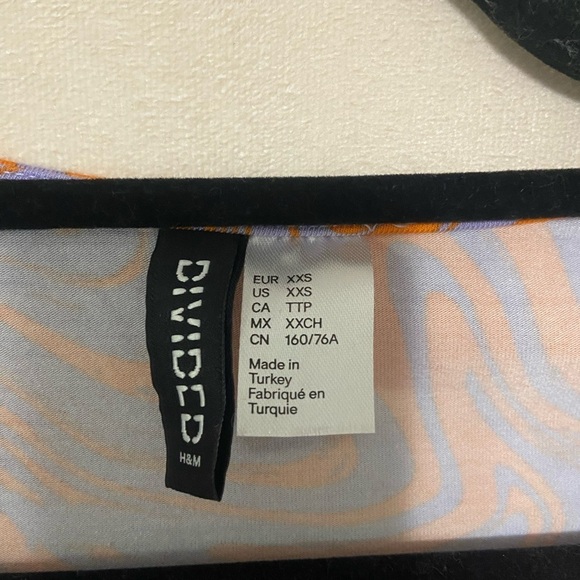 DIVIDED
H&M
EUR XXS
US XXS
CA TTP
MX XXCH
CN 160/76A
Made in
Turkey
Fabriqué en
Turquie